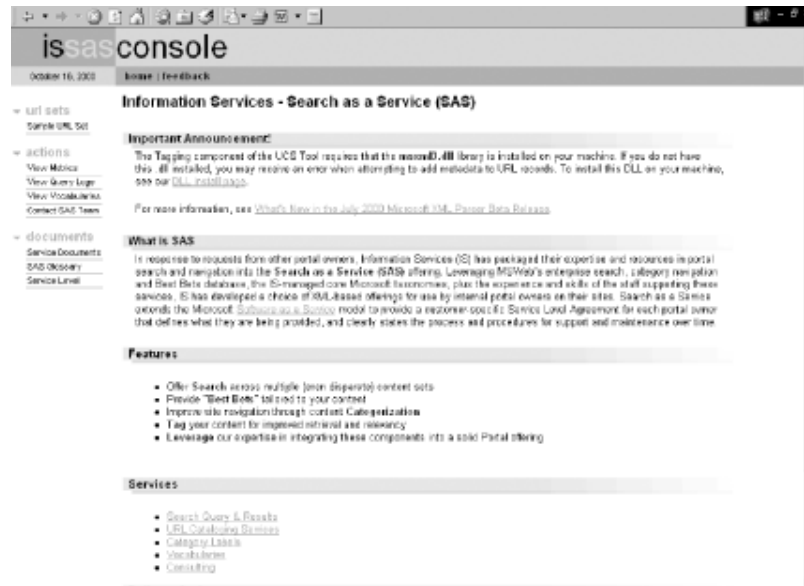 issasconsole
October 16, 2000
home | feedback
url sets
Sample URL Set
actions
View Metrics
View Query Logs
View Vocabularies
Contact SAS Team
documents
Service Documents
SAS Glossary
Service Level
Information Services - Search as a Service (SAS)
Important Announcement!
The Tagging component of the UCS Tool requires that the library is installed on your machine. If you do not have
this .dll installed, you may receive an error when attempting to add metadata to URL records. To install this DLL on your machine,
see our DLL install page.
For more information, see What's New in the July 2000 Microsoft XML Parser Beta Release.
What is SAS
In response to requests from other portal owners, Information Services (IS) has packaged their expertise and resources in portal
search and navigation into the Search as a Service (SAS) offering. Leveraging MSWeb's enterprise search, category navigation
and Best Bets database, the IS-managed core Microsoft taxonomies, plus the experience and skills of the staff supporting these
services, IS has developed a choice of XML-based offerings for use by internal portal owners on their sites. Search as a Service
extends the Microsoft Software as a Service model to provide a customer-specific Service Level Agreement for each portal owner
that defines what they are being provided, and clearly states the process and procedures for support and maintenance over time.
Features
Offer Search across multiple (even disparate) content sets
Provide "Best Bets" tailored to your content
Improve site navigation through content Categorization
Tag your content for improved retrieval and relevancy
Leverage our expertise in integrating these components into a solid Portal offering
Services
Search Query & Results
URL Cataloging Services
Category Labels
Vocabularies
Consulting